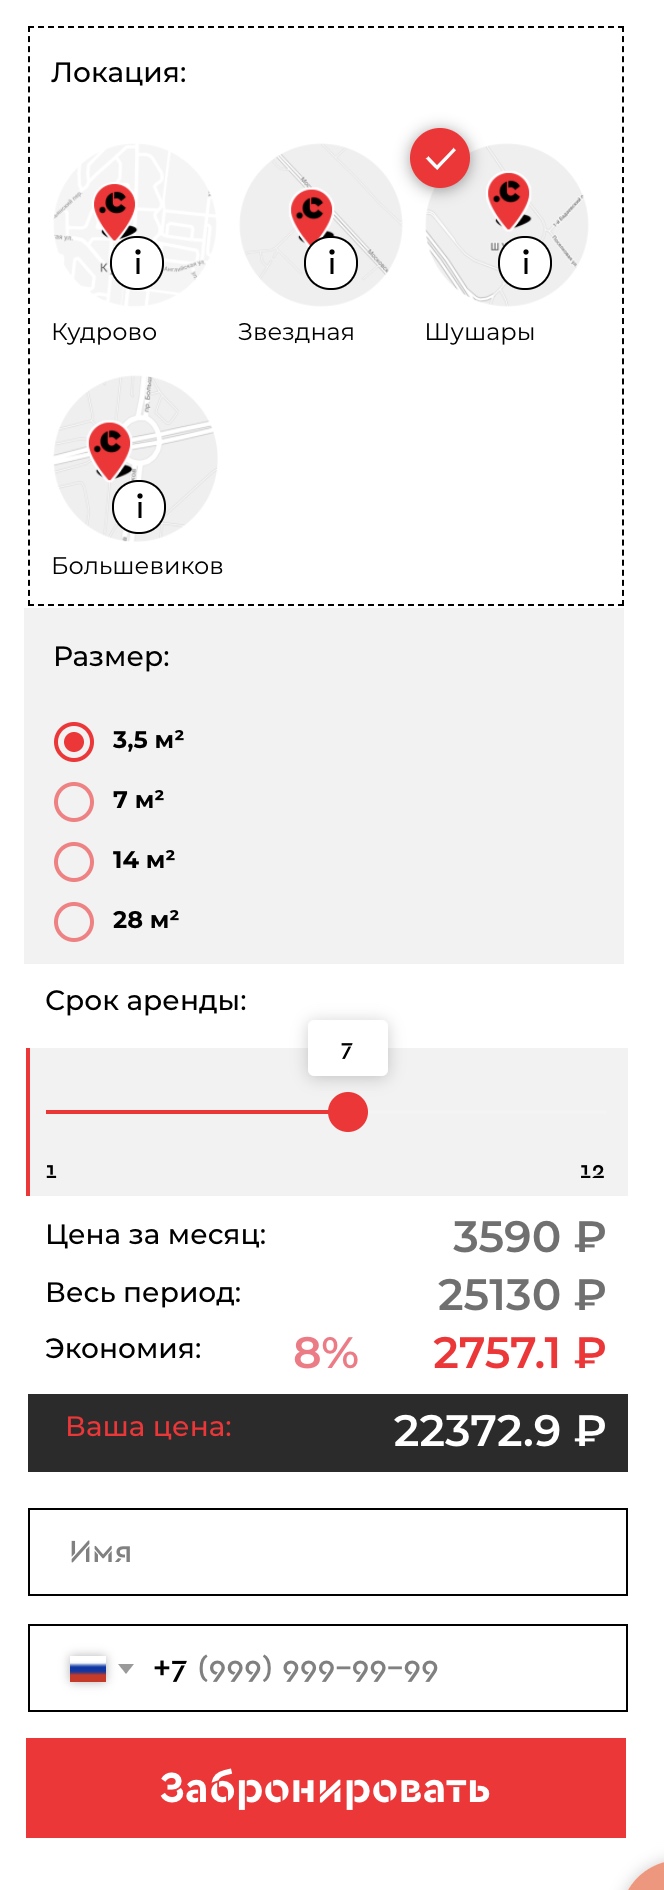 Локация:
Кудрово
Звездная
Шушары
Большевиков
Размер:
3,5 м²
7 м²
14 м²
28 м²
Срок аренды:
7
1 12
Цена за месяц: 3590 ₽
Весь период: 25130 ₽
Экономия: 8% 2757.1 ₽
Ваша цена: 22372.9 ₽
Имя
+7 (999) 999-99-99
Забронировать